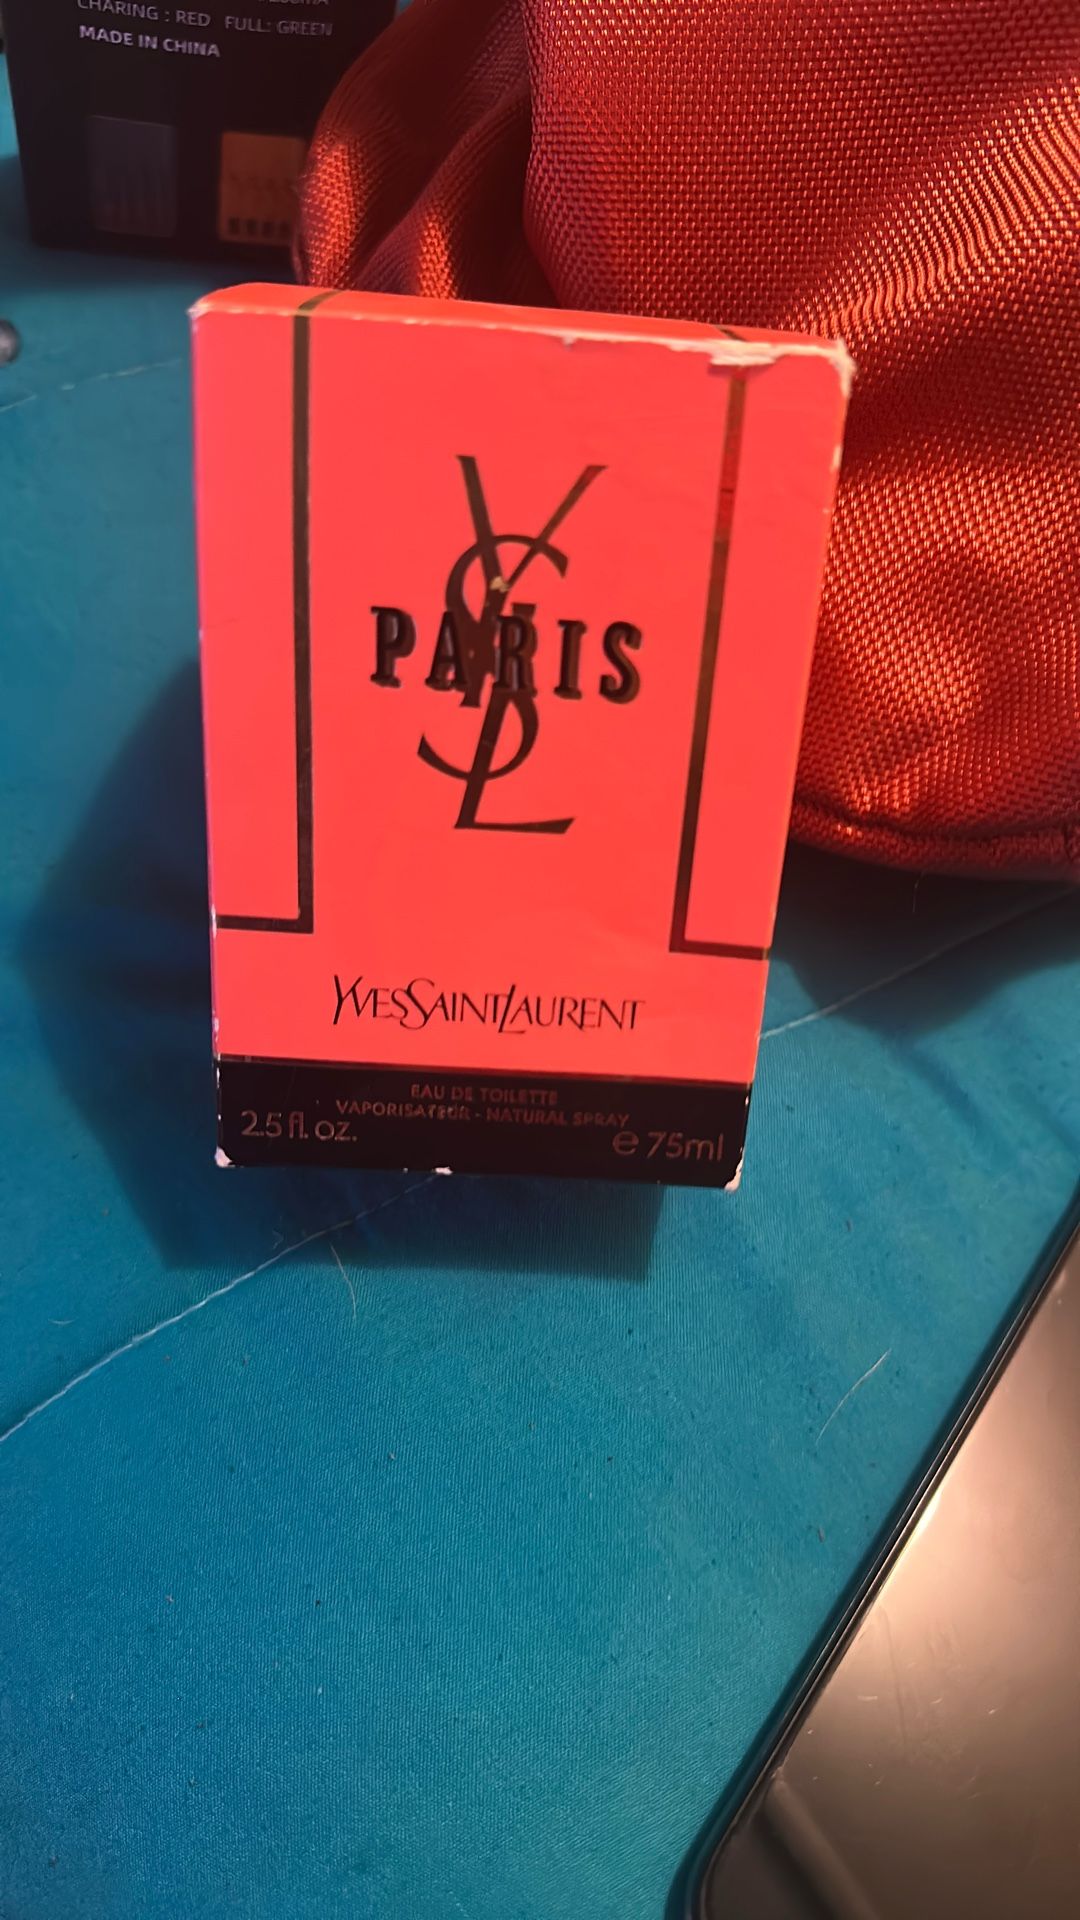 CHARING : RED FULL: GREEN
MADE IN CHINA
YSL
PARIS
YVESSAINTLAURENT
EAU DE TOILETTE
VAPORISATEUR - NATURAL SPRAY
2.5 fl. oz.
e 75ml